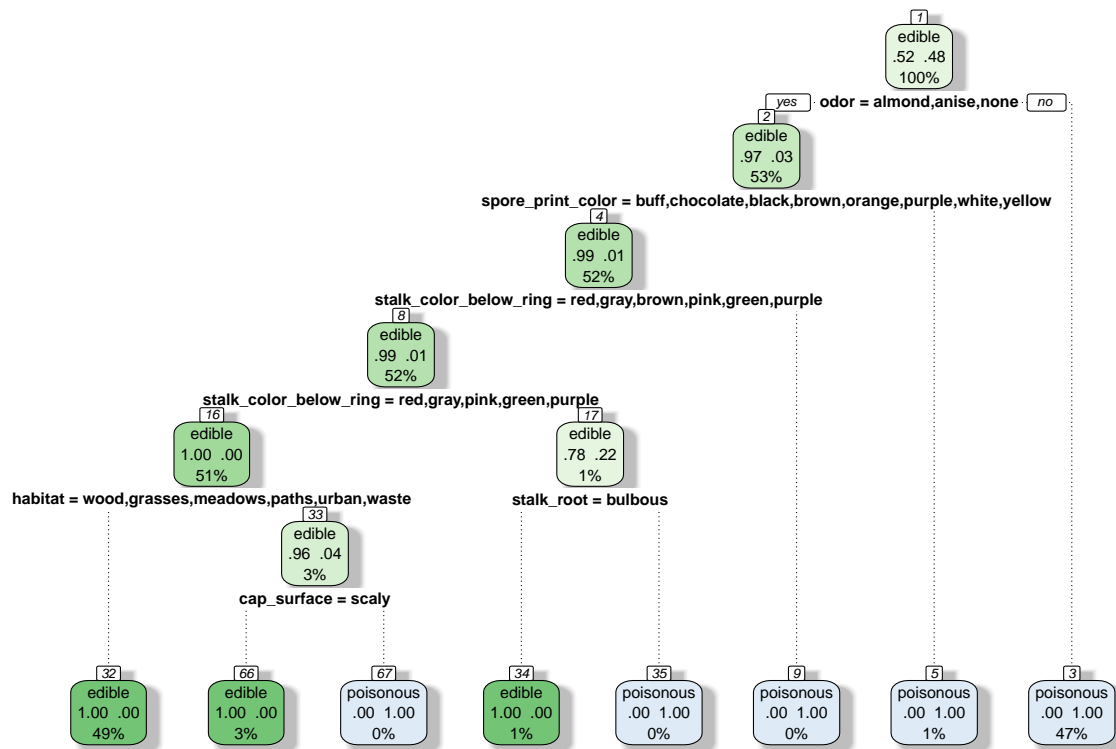 1
edible
.52 .48
100%
yes odor = almond,anise,none no
2
edible
.97 .03
53%
spore_print_color = buff,chocolate,black,brown,orange,purple,white,yellow
4
edible
.99 .01
52%
stalk_color_below_ring = red,gray,brown,pink,green,purple
8
edible
.99 .01
52%
stalk_color_below_ring = red,gray,pink,green,purple
16
edible
1.00 .00
51%
17
edible
.78 .22
1%
habitat = wood,grasses,meadows,paths,urban,waste
stalk_root = bulbous
33
edible
.96 .04
3%
cap_surface = scaly
32
edible
1.00 .00
49%
66
edible
1.00 .00
3%
67
poisonous
.00 1.00
0%
34
edible
1.00 .00
1%
35
poisonous
.00 1.00
0%
9
poisonous
.00 1.00
0%
5
poisonous
.00 1.00
1%
3
poisonous
.00 1.00
47%